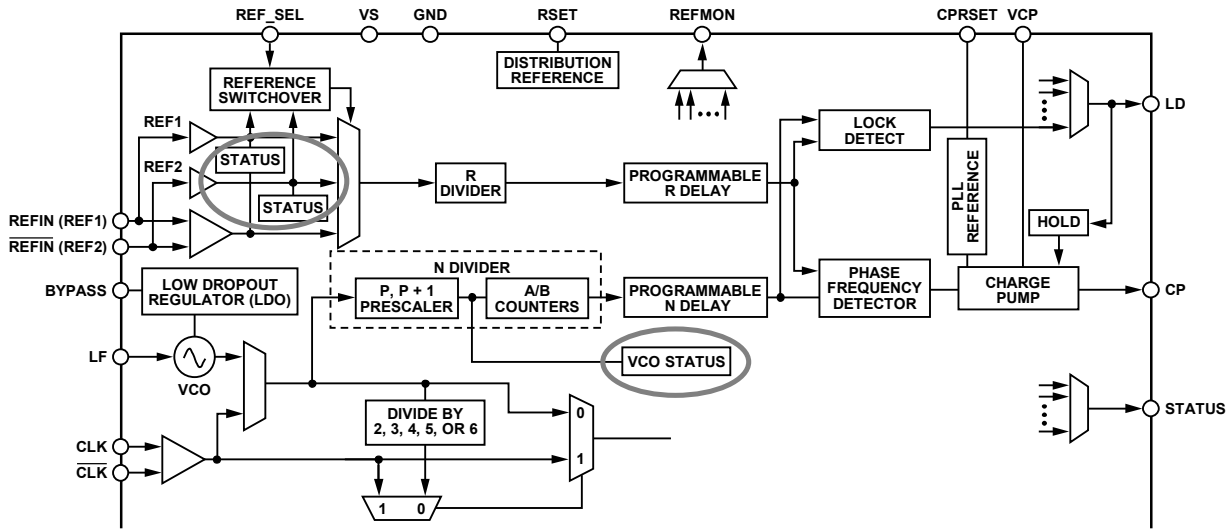 REF_SEL VS GND RSET REFMON CPRSET VCP
DISTRIBUTION
REFERENCE
REFERENCE
SWITCHOVER
REF1
STATUS
REF2
STATUS
R
DIVIDER
PROGRAMMABLE
R DELAY
LOCK
DETECT
LD
PLL
REFERENCE
HOLD
REFIN (REF1)
REFIN (REF2)
N DIVIDER
BYPASS
LOW DROPOUT
REGULATOR (LDO)
P, P + 1
PRESCALER
A/B
COUNTERS
PROGRAMMABLE
N DELAY
PHASE
FREQUENCY
DETECTOR
CHARGE
PUMP
CP
LF
VCO
VCO STATUS
DIVIDE BY
2, 3, 4, 5, OR 6
0
1
STATUS
CLK
CLK
1 0